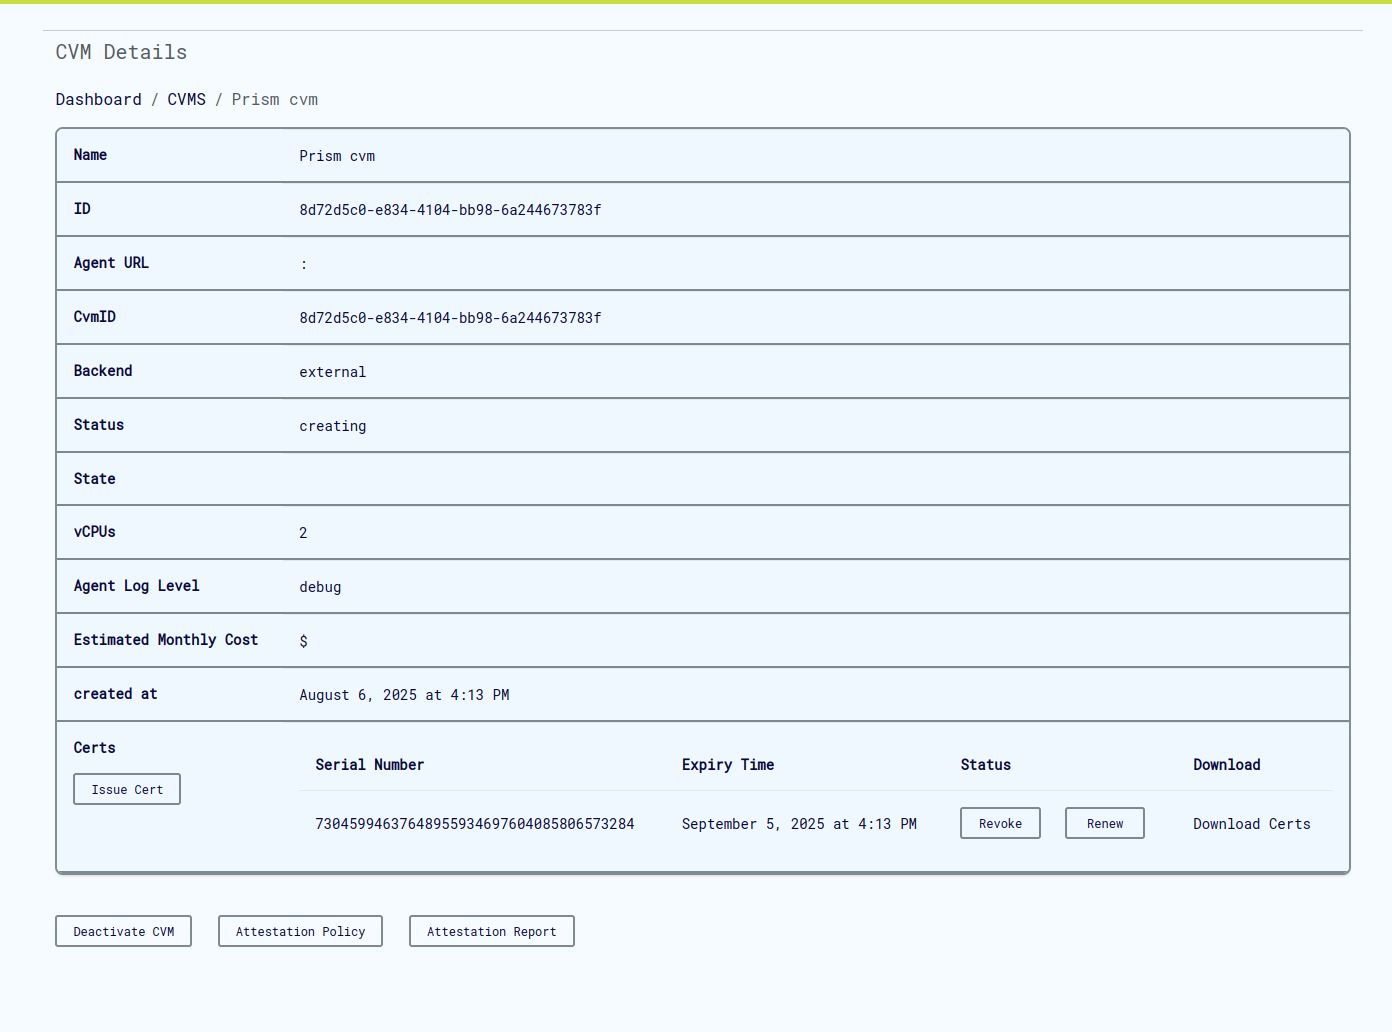 CVM Details
Dashboard / CVMS / Prism cvm
Name Prism cvm
ID 8d72d5c0-e834-4104-bb98-6a244673783f
Agent URL :
CvmID 8d72d5c0-e834-4104-bb98-6a244673783f
Backend external
Status creating
State
vCPUs 2
Agent Log Level debug
Estimated Monthly Cost $
created at August 6, 2025 at 4:13 PM
Certs
Issue Cert
Serial Number Expiry Time Status Download
73045994637648955934697604085806573284 September 5, 2025 at 4:13 PM Revoke Renew Download Certs
Deactivate CVM Attestation Policy Attestation Report